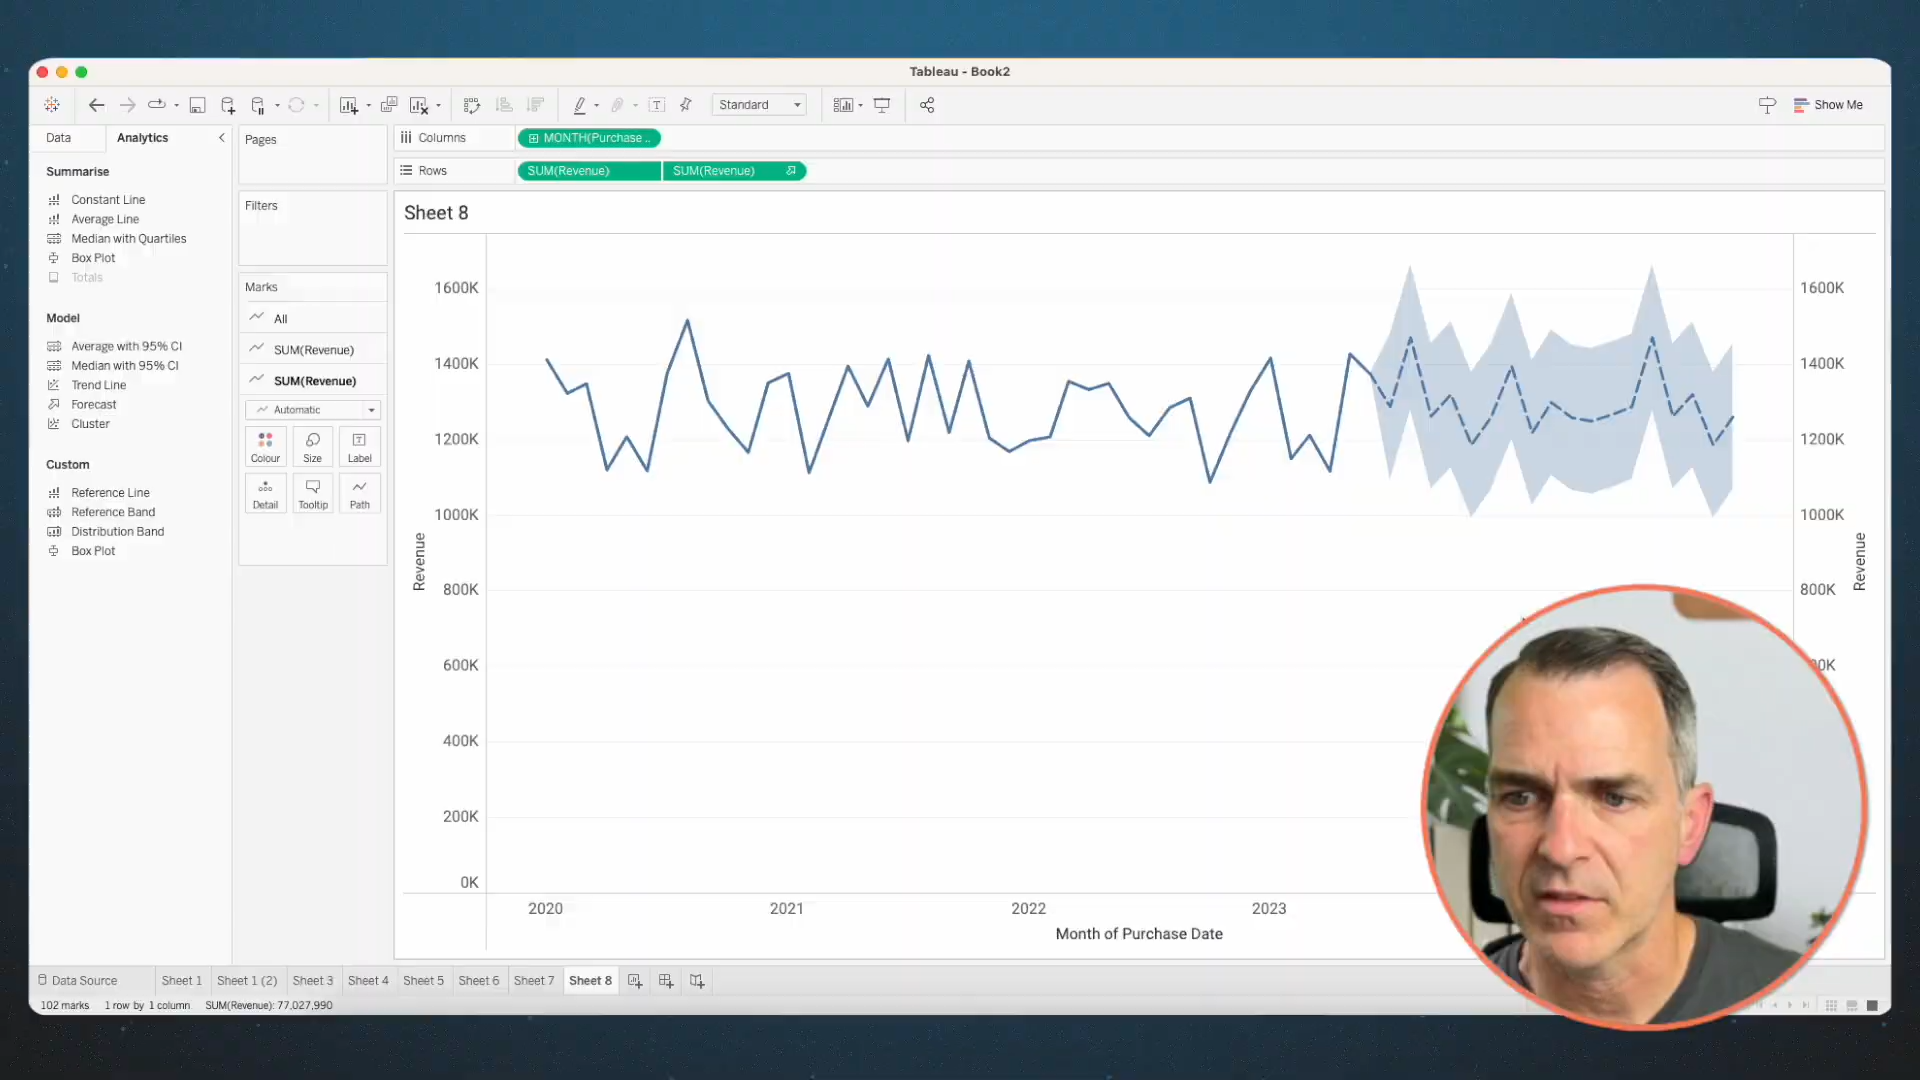 Tableau - Book2
Standard
Show Me
Data
Analytics
Summarise
Constant Line
Average Line
Median with Quartiles
Box Plot
Totals
Model
Average with 95% CI
Median with 95% CI
Trend Line
Forecast
Cluster
Custom
Reference Line
Reference Band
Distribution Band
Box Plot
Pages
Filters
Marks
All
SUM(Revenue)
SUM(Revenue)
Automatic
Colour
Size
Label
Detail
Tooltip
Path
Columns
MONTH(Purchase ..
Rows
SUM(Revenue)
SUM(Revenue)
Sheet 8
1600K
1400K
1200K
1000K
800K
600K
400K
200K
0K
Revenue
1600K
1400K
1200K
1000K
800K
Revenue
2020
2021
2022
2023
Month of Purchase Date
Data Source
Sheet 1
Sheet 1 (2)
Sheet 3
Sheet 4
Sheet 5
Sheet 6
Sheet 7
Sheet 8
102 marks
1 row by 1 column
SUM(Revenue): 77,027,990